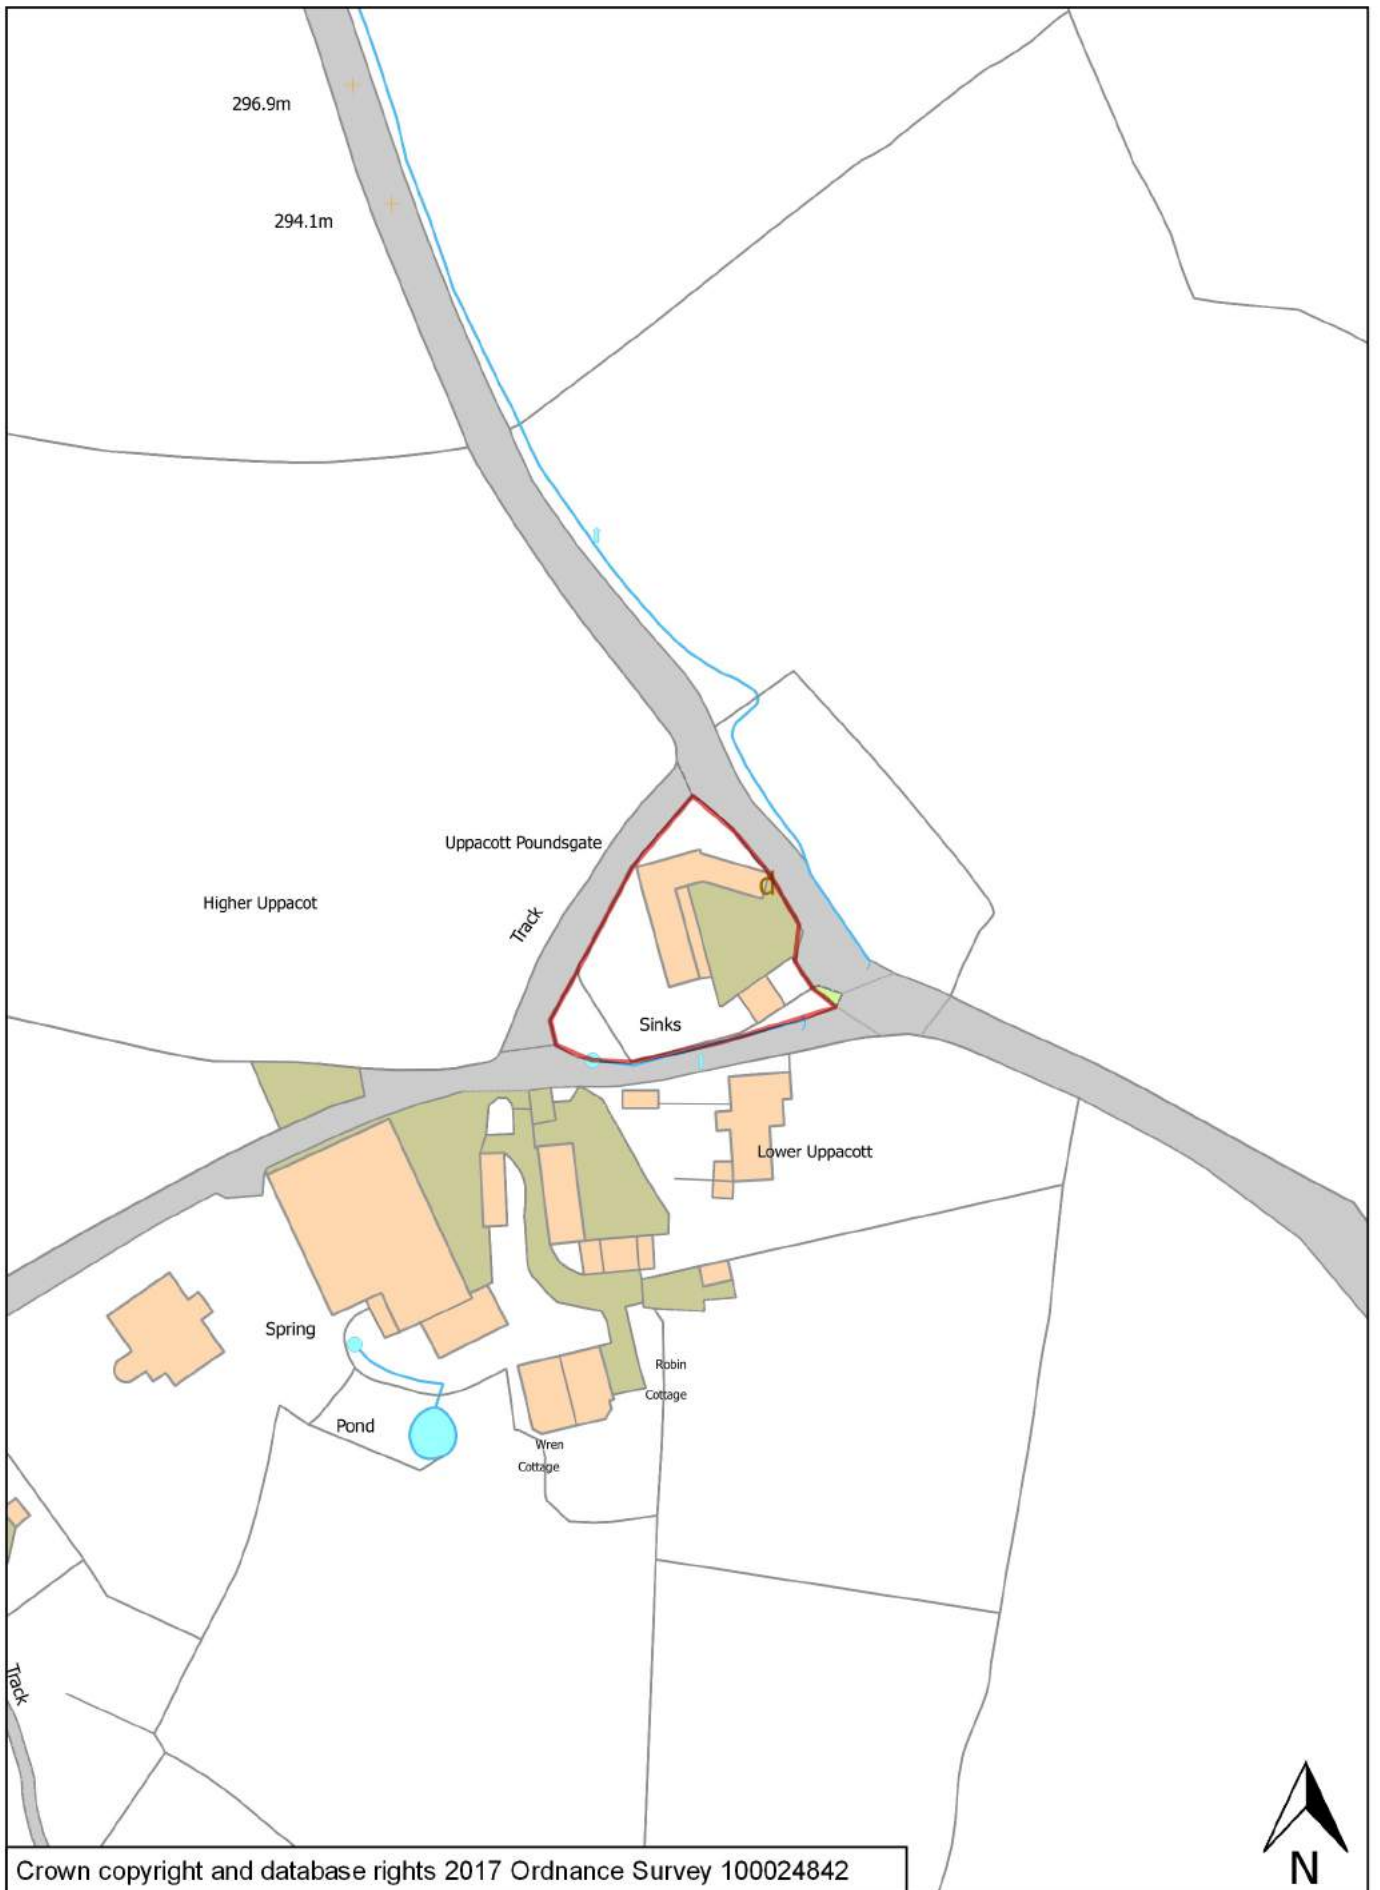 296.9m
294.1m
Uppacott Poundsgate
Higher Uppacot
Track
d
Sinks
Lower Uppacott
Spring
Robin
Cottage
Pond
Wren
Cottage
Track
N
Crown copyright and database rights 2017 Ordnance Survey 100024842